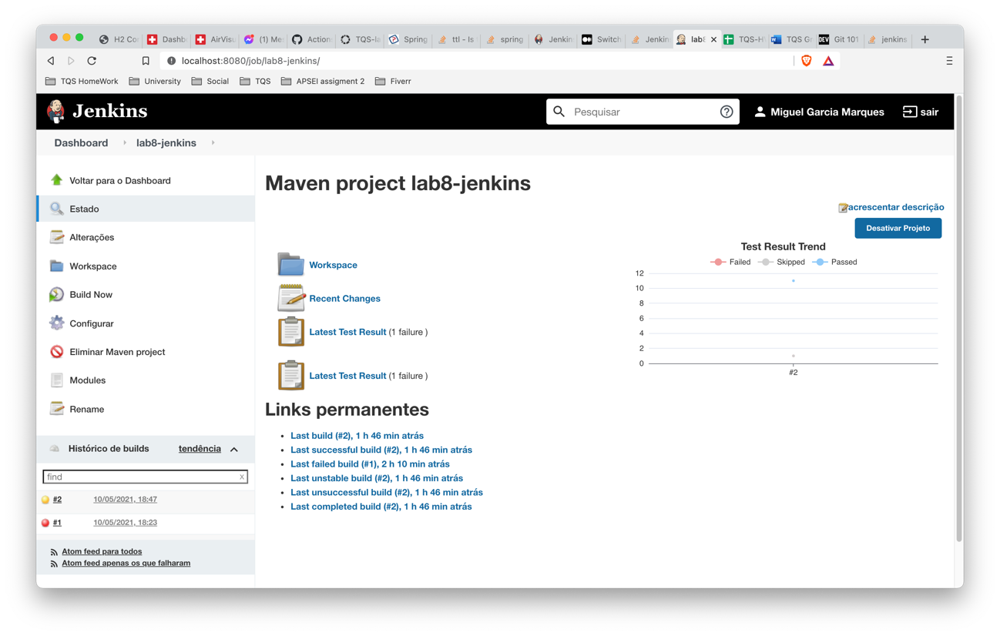 H2 Co
Dashb
AirVisu
(1) Me
Action
TQS-la
Spring
ttl - Is
spring
Jenkin
Switch
Jenkin
lab8
TQS-H
TQS Gr
DEV
Git 101
jenkins
localhost:8080/job/lab8-jenkins/
TQS HomeWork University Social TQS APSEI assigment 2 Fiverr
Jenkins
Pesquisar
Miguel Garcia Marques
sair
Dashboard lab8-jenkins
Voltar para o Dashboard
Estado
Alterações
Workspace
Build Now
Configurar
Eliminar Maven project
Modules
Rename
Histórico de builds tendência
find x
#2 10/05/2021, 18:47
#1 10/05/2021, 18:23
Atom feed para todos
Atom feed apenas os que falharam
Maven project lab8-jenkins
acrescentar descrição
Desativar Projeto
Workspace
Recent Changes
Latest Test Result (1 failure )
Latest Test Result (1 failure )
Test Result Trend
Failed Skipped Passed
12
10
8
6
4
2
0
#2
Links permanentes
• Last build (#2), 1 h 46 min atrás
• Last successful build (#2), 1 h 46 min atrás
• Last failed build (#1), 2 h 10 min atrás
• Last unstable build (#2), 1 h 46 min atrás
• Last unsuccessful build (#2), 1 h 46 min atrás
• Last completed build (#2), 1 h 46 min atrás